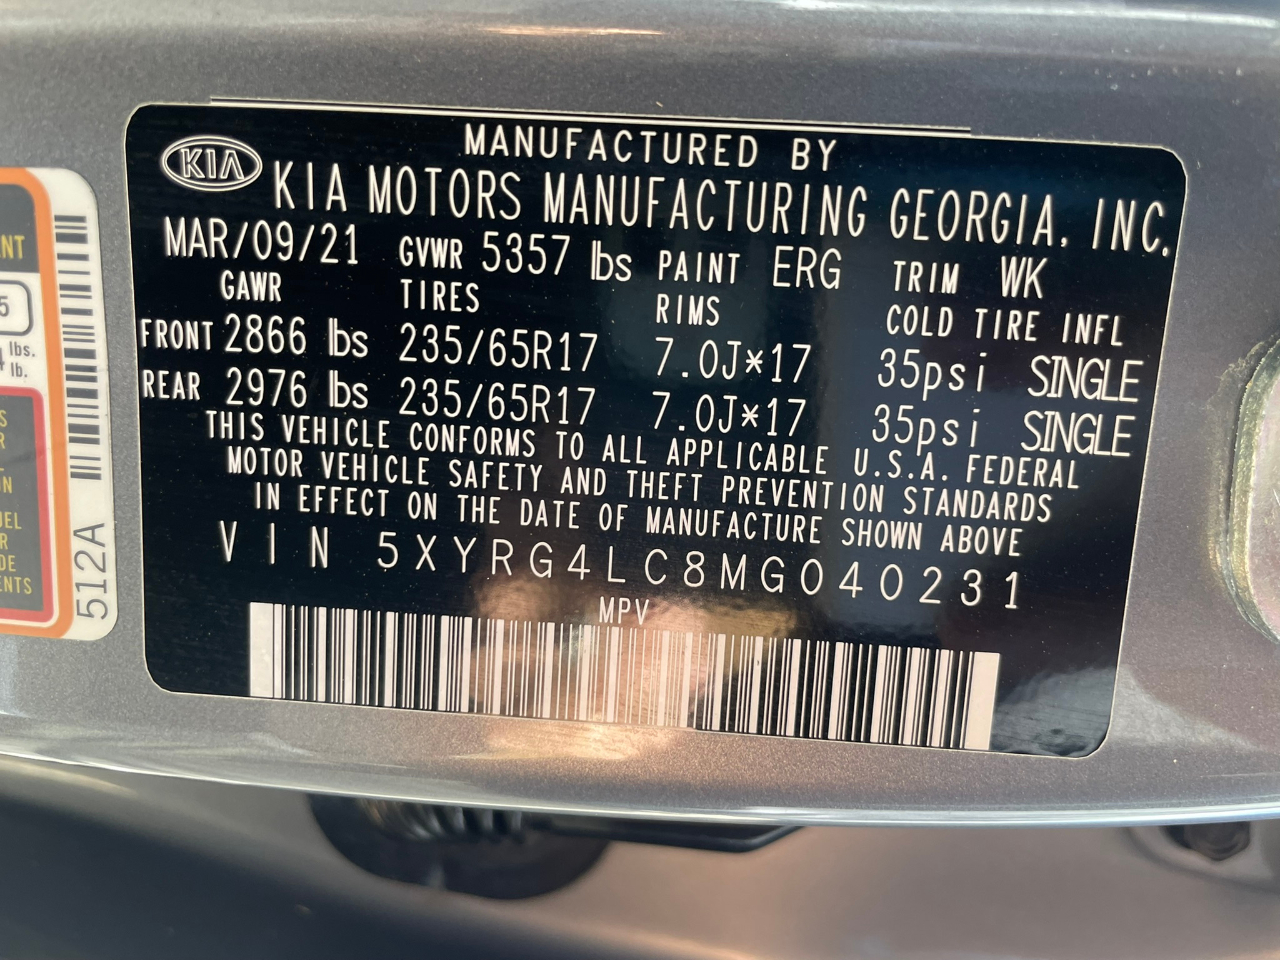 KIA
MANUFACTURED BY
KIA MOTORS MANUFACTURING GEORGIA, INC.
MAR/09/21 GVWR 5357 lbs PAINT ERG TRIM WK
GAWR TIRES RIMS COLD TIRE INFL
FRONT 2866 lbs 235/65R17 7.0J*17 35psi SINGLE
REAR 2976 lbs 235/65R17 7.0J*17 35psi SINGLE
THIS VEHICLE CONFORMS TO ALL APPLICABLE U.S.A. FEDERAL
MOTOR VEHICLE SAFETY AND THEFT PREVENTION STANDARDS
IN EFFECT ON THE DATE OF MANUFACTURE SHOWN ABOVE
VIN 5XYRG4LC8MG040231
MPV
512A
5
lbs.
lb.